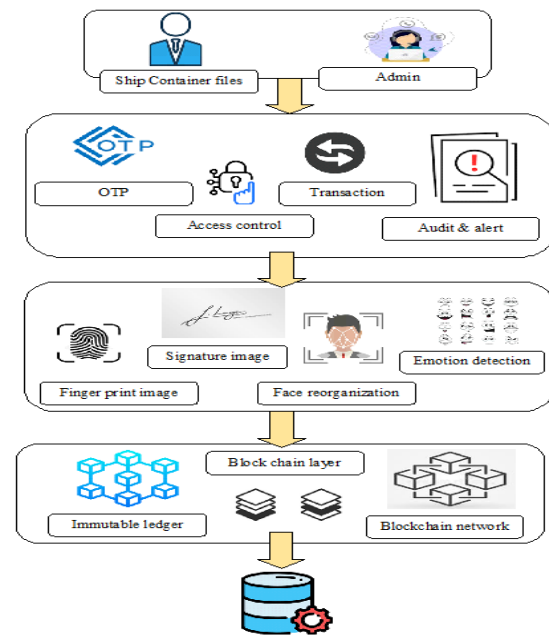 Ship Container files
Admin
OTP
OTP
Transaction
Access control
Audit & alert
Signature image
Emotion detection
Finger print image
Face reorganization
Block chain layer
Immutable ledger
Blockchain network